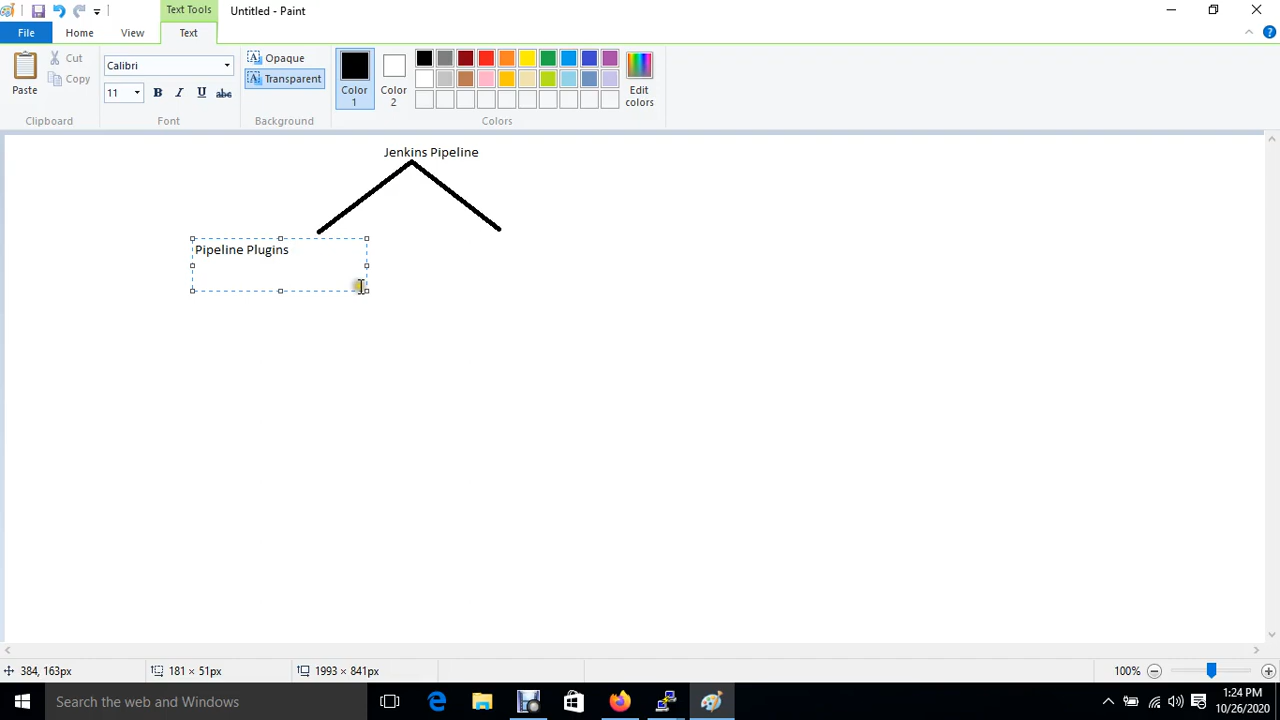 Text Tools
Untitled - Paint
File
Home
View
Text
Paste
Cut
Copy
Clipboard
Calibri
11
B
I
U
abc
Font
A Opaque
A Transparent
Background
Color 1
Color 2
Edit colors
Colors
Jenkins Pipeline
Pipeline Plugins
384, 163px
181 × 51px
1993 × 841px
100%
Search the web and Windows
1:24 PM
10/26/2020